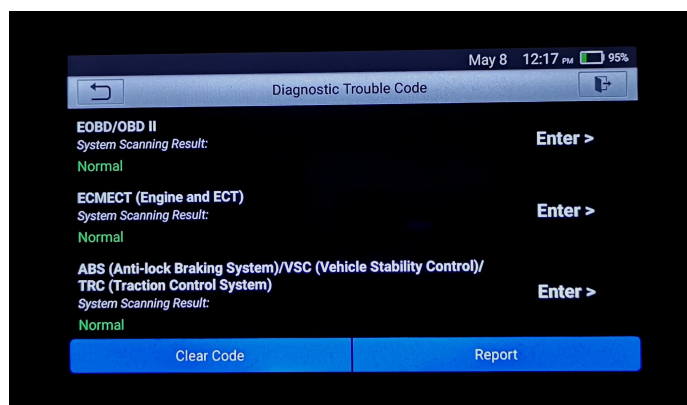 May 8 12:17 PM 95%
Diagnostic Trouble Code
EOBD/OBD II
System Scanning Result:
Enter >
Normal
ECMECT (Engine and ECT)
System Scanning Result:
Enter >
Normal
ABS (Anti-lock Braking System)/VSC (Vehicle Stability Control)/
TRC (Traction Control System)
System Scanning Result:
Enter >
Normal
Clear Code
Report